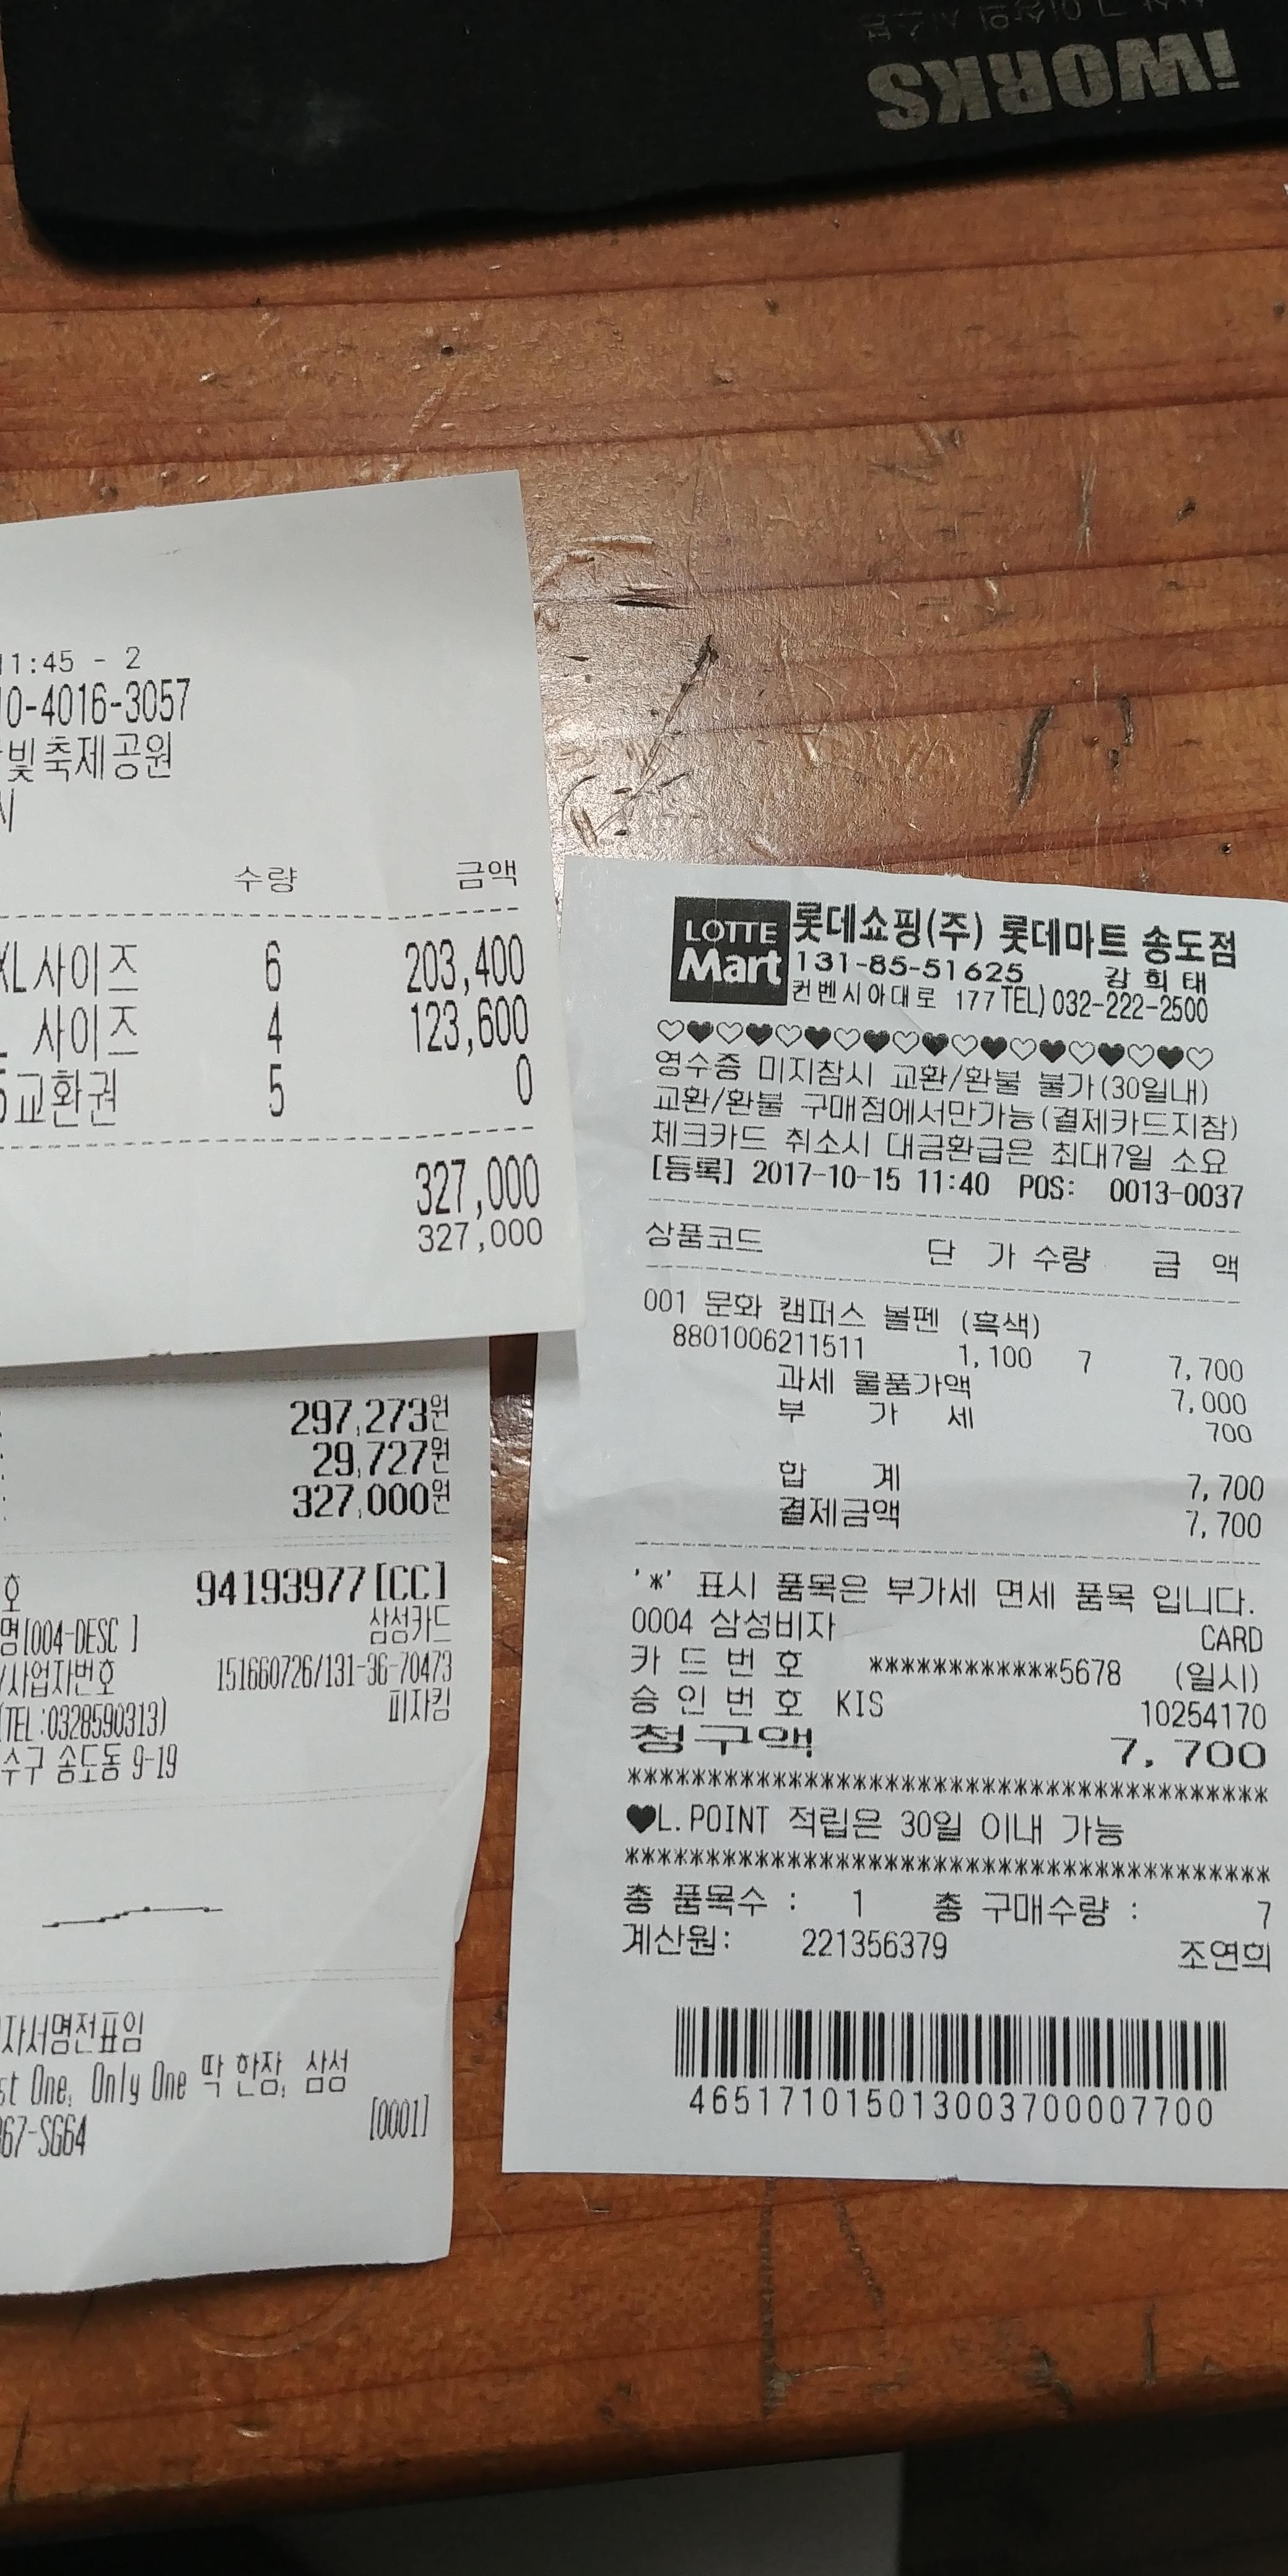 iWORKS
11:45 - 2
10-4016-3057
빛축제공원
수량 금액
XL사이즈 6 203,400
사이즈 4 123,600
5교환권 5 0
327,000
327,000
297,273원
29,727원
327,000원
호 94193977[CC]
명[004-DESC ] 삼성카드
/사업자번호 151660726/131-36-70473
(TEL:0328590313) 피자킹
수구 송도동 9-19
자서명전표임
st One, Only One 딱 한장, 삼성
67-SG64 [0001]
LOTTE Mart
롯데쇼핑(주) 롯데마트 송도점
131-85-51625 강희태
컨벤시아대로 177 TEL)032-222-2500
♡♥♡♥♡♥♡♥♡♥♡♥♡♥♡♥♡♥♡
영수증 미지참시 교환/환불 불가(30일내)
교환/환불 구매점에서만가능(결제카드지참)
체크카드 취소시 대금환급은 최대7일 소요
[등록] 2017-10-15 11:40 POS: 0013-0037
상품코드 단 가 수량 금 액
001 문화 캠퍼스 볼펜 (흑색)
8801006211511 1,100 7 7,700
과세 물품가액 7,000
부 가 세 700
합 계 7,700
결제금액 7,700
'*' 표시 품목은 부가세 면세 품목 입니다.
0004 삼성비자 CARD
카 드 번 호 ************5678 (일시)
승 인 번 호 KIS 10254170
청구액 7,700
****************************************
♥L.POINT 적립은 30일 이내 가능
****************************************
총 품목수 : 1 총 구매수량 : 7
계산원: 221356379 조연희
465171015013003700007700